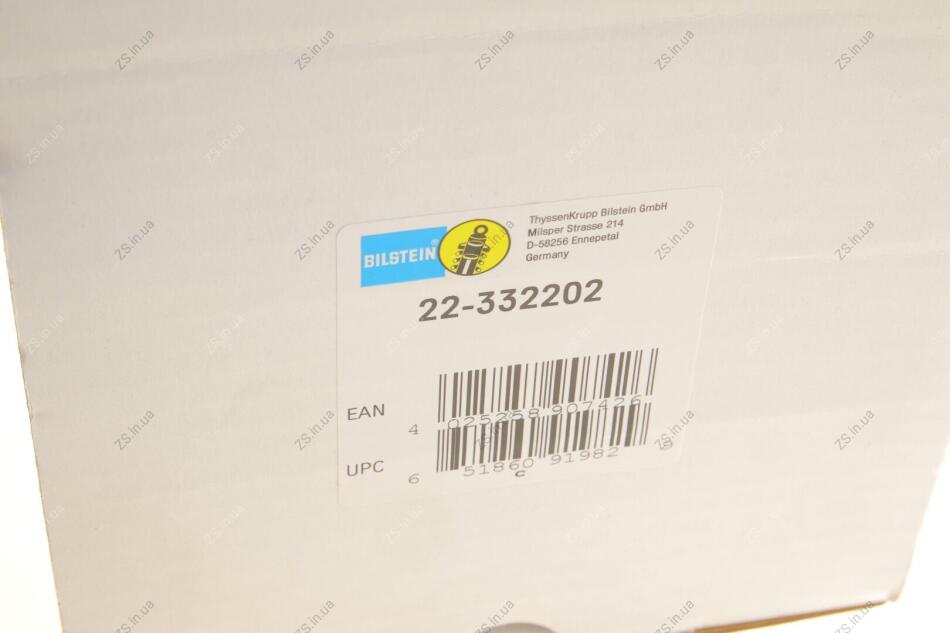 BILSTEIN®
ThyssenKrupp Bilstein GmbH
Milsper Strasse 214
D-58256 Ennepetal
Germany
22-332202
EAN
4 025258 907426
UPC
6 51860 91982
c
ZS.in.ua